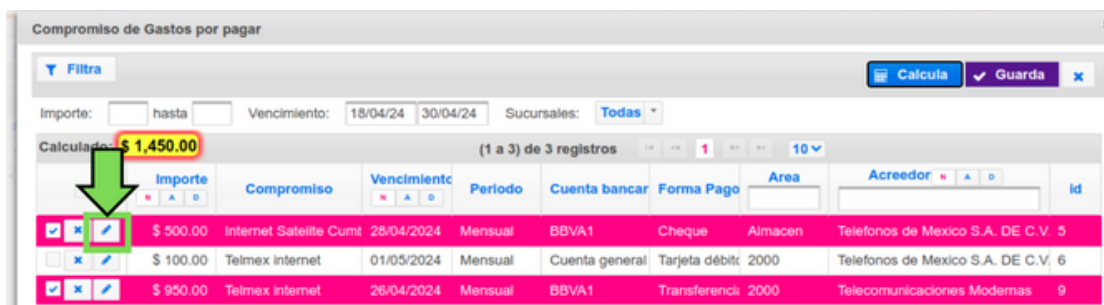 Compromiso de Gastos por pagar
Filtra Calcula Guarda
Importe: hasta Vencimiento: 18/04/24 30/04/24 Sucursales: Todas
Calculado: $ 1,450.00 (1 a 3) de 3 registros 1 10
Importe Compromiso Vencimiento Periodo Cuenta bancar Forma Pago Area Acreedor N A D Id
N A D N A D
$ 500.00 Internet Satelite Cumb 28/04/2024 Mensual BBVA1 Cheque Almacen Telefonos de Mexico S.A. DE C.V. 5
$ 100.00 Telmex internet 01/05/2024 Mensual Cuenta general Tarjeta débito 2000 Telefonos de Mexico S.A. DE C.V. 6
$ 950.00 Telmex internet 26/04/2024 Mensual BBVA1 Transferencia 2000 Telecomunicaciones Modernas 9